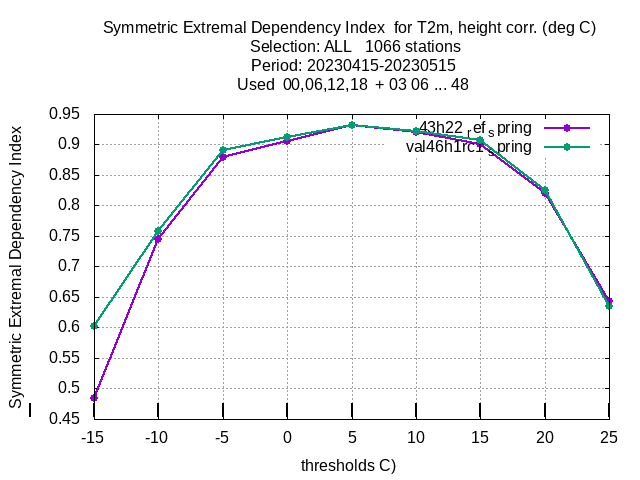 Symmetric Extremal Dependency Index for T2m, height corr. (deg C)
Selection: ALL 1066 stations
Period: 20230415-20230515
Used 00,06,12,18 + 03 06 ... 48
Symmetric Extremal Dependency Index
0.95
0.9
0.85
0.8
0.75
0.7
0.65
0.6
0.55
0.5
0.45
43h22_ref_spring
val46h1rc1_spring
-15 -10 -5 0 5 10 15 20 25
thresholds C)